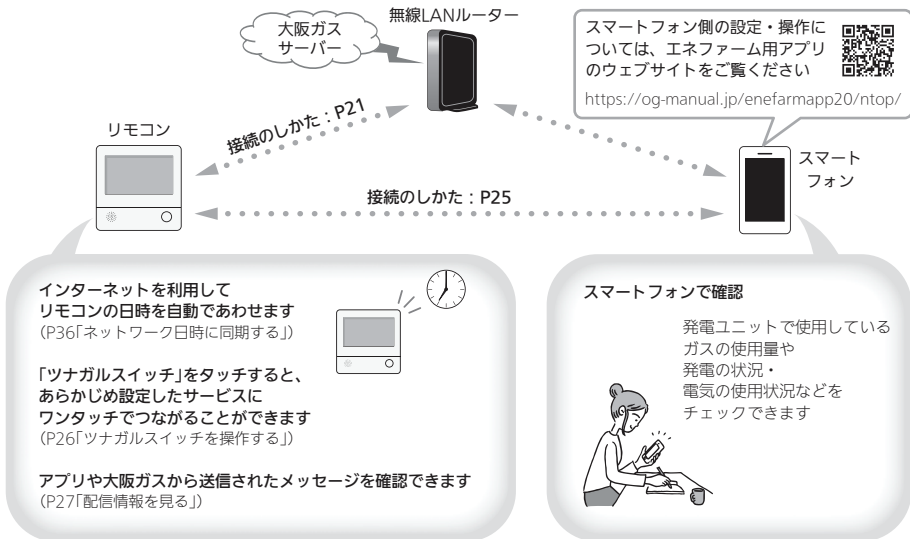 大阪ガス
サーバー
無線LANルーター
スマートフォン側の設定・操作に
ついては、エネファーム用アプリ
のウェブサイトをご覧ください
https://og-manual.jp/enefarmapp20/ntop/
リモコン
接続のしかた：P21
スマート
フォン
接続のしかた：P25
インターネットを利用して
リモコンの日時を自動であわせます
（P36「ネットワーク日時に同期する」）
「ツナガルスイッチ」をタッチすると、
あらかじめ設定したサービスに
ワンタッチでつながることができます
（P26「ツナガルスイッチを操作する」）
アプリや大阪ガスから送信されたメッセージを確認できます
（P27「配信情報を見る」）
スマートフォンで確認
発電ユニットで使用している
ガスの使用量や
発電の状況・
電気の使用状況などを
チェックできます